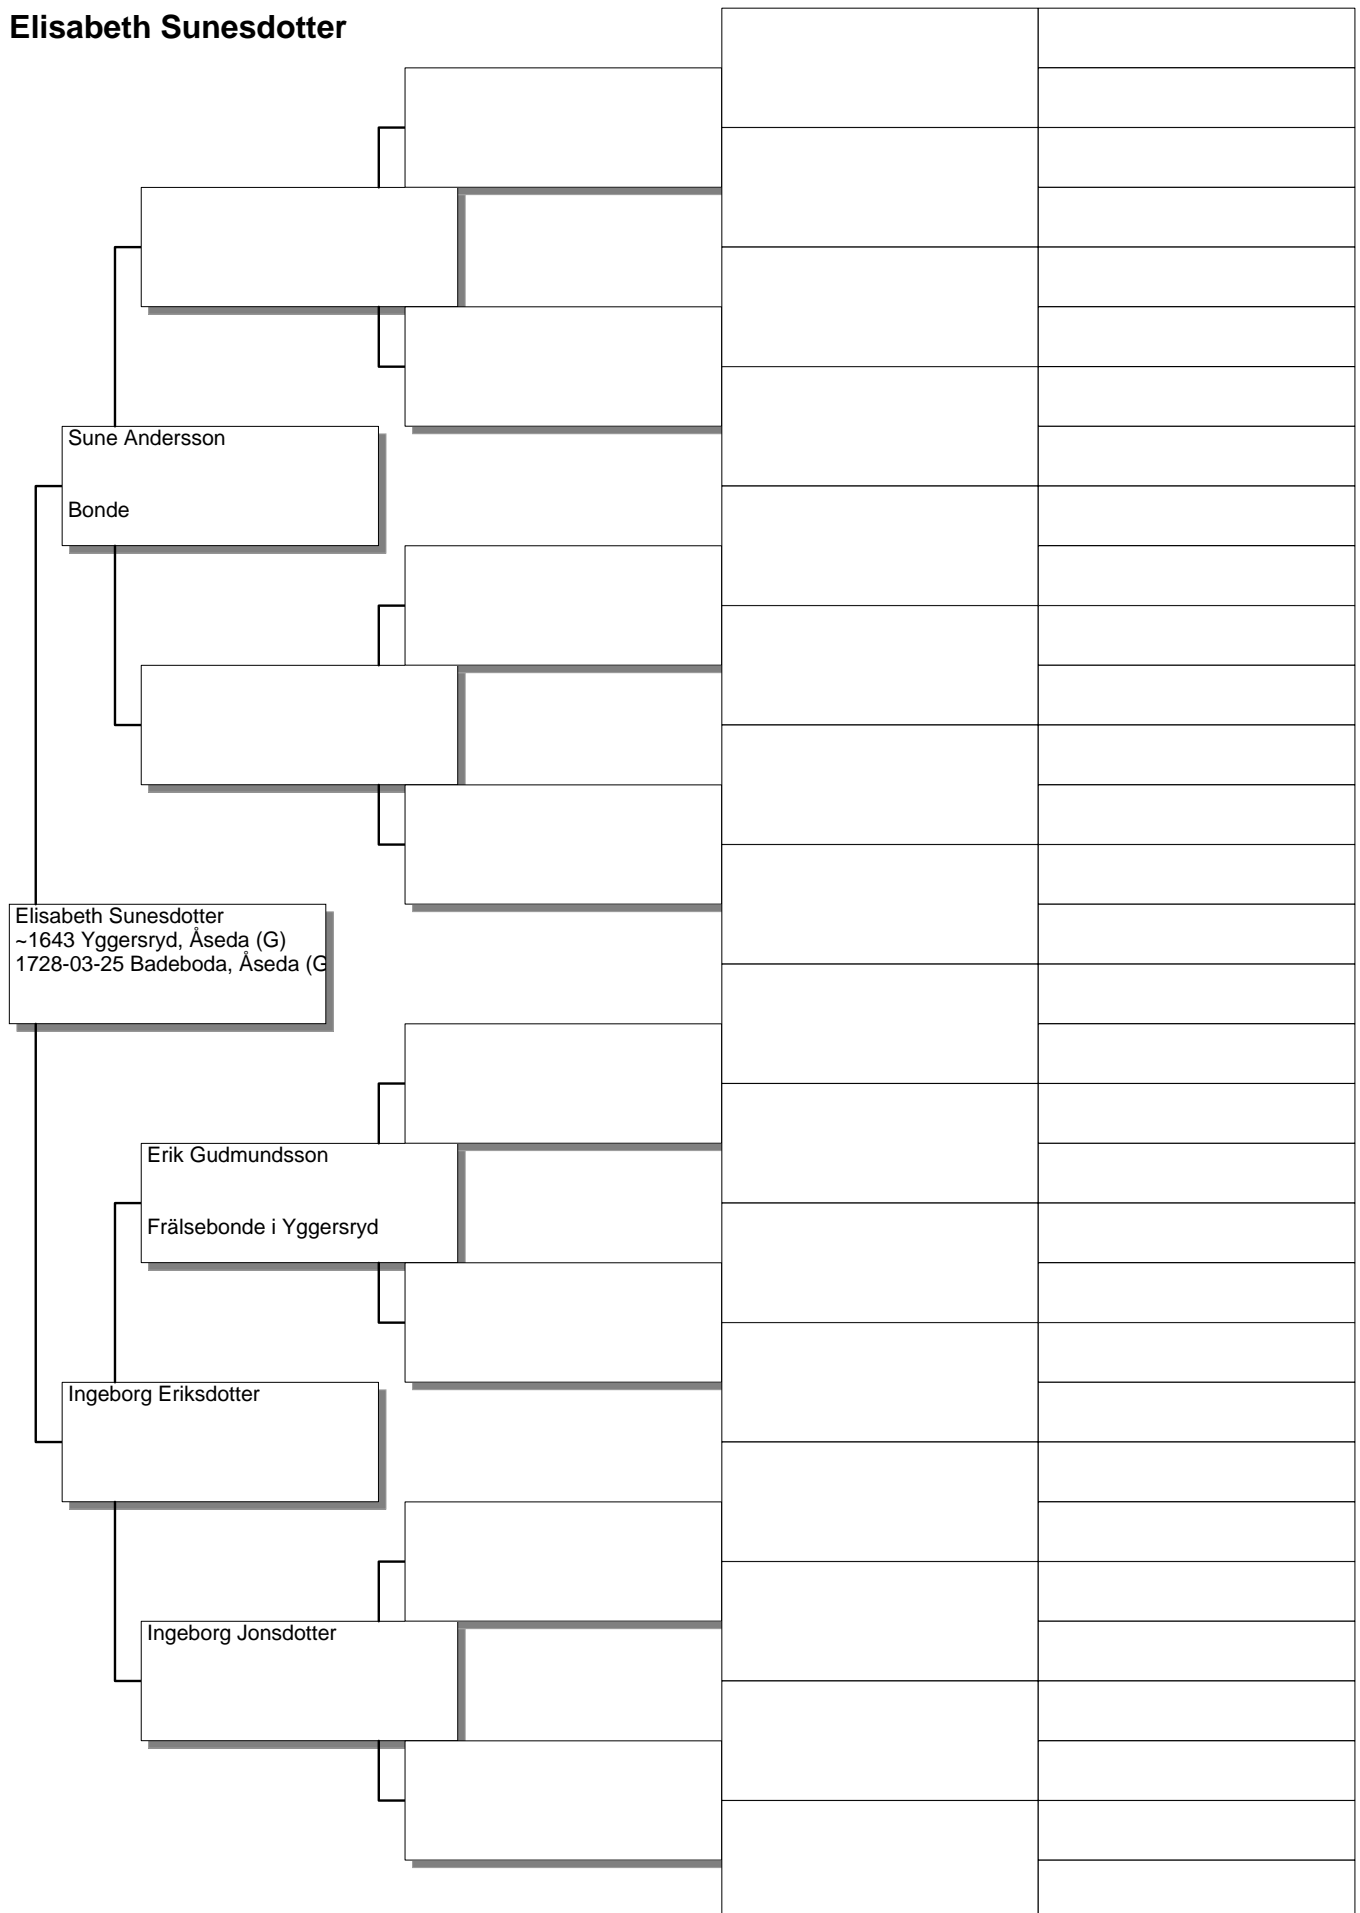 Elisabeth Sunesdotter
Sune Andersson
Bonde
Elisabeth Sunesdotter
~1643 Yggersryd, Åseda (G)
1728-03-25 Badeboda, Åseda (G
Erik Gudmundsson
Frälsebonde i Yggersryd
Ingeborg Eriksdotter
Ingeborg Jonsdotter